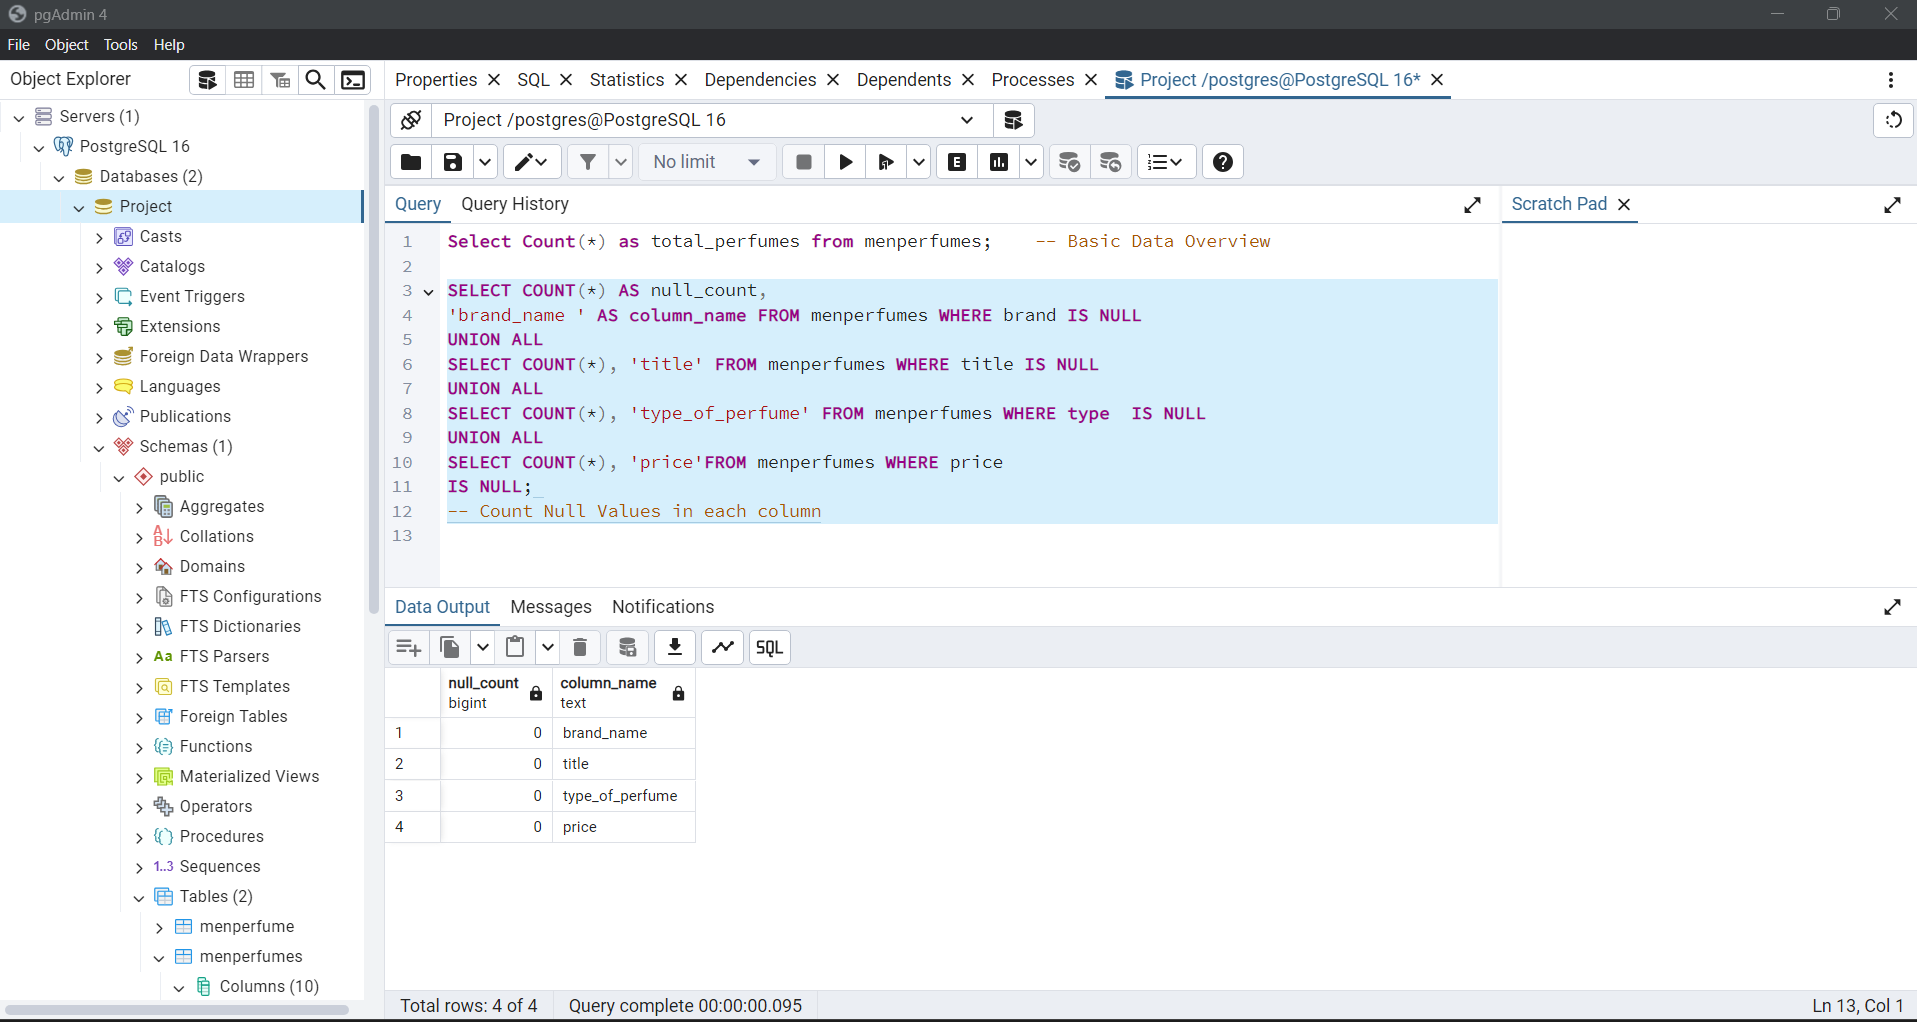 pgAdmin 4
File Object Tools Help
Object Explorer
Properties SQL Statistics Dependencies Dependents Processes Project /postgres@PostgreSQL 16*
Servers (1)
PostgreSQL 16
Databases (2)
Project
Casts
Catalogs
Event Triggers
Extensions
Foreign Data Wrappers
Languages
Publications
Schemas (1)
public
Aggregates
Collations
Domains
FTS Configurations
FTS Dictionaries
Aa FTS Parsers
FTS Templates
Foreign Tables
Functions
Materialized Views
Operators
Procedures
1..3 Sequences
Tables (2)
menperfume
menperfumes
Columns (10)
Project /postgres@PostgreSQL 16
No limit E
Query Query History
Scratch Pad
1 Select Count(*) as total_perfumes from menperfumes;    -- Basic Data Overview
2
3 SELECT COUNT(*) AS null_count,
4 'brand_name ' AS column_name FROM menperfumes WHERE brand IS NULL
5 UNION ALL
6 SELECT COUNT(*), 'title' FROM menperfumes WHERE title IS NULL
7 UNION ALL
8 SELECT COUNT(*), 'type_of_perfume' FROM menperfumes WHERE type  IS NULL
9 UNION ALL
10 SELECT COUNT(*), 'price'FROM menperfumes WHERE price
11 IS NULL;
12 -- Count Null Values in each column
13
Data Output Messages Notifications
SQL
null_count column_name
bigint text
1 0 brand_name
2 0 title
3 0 type_of_perfume
4 0 price
Total rows: 4 of 4 Query complete 00:00:00.095 Ln 13, Col 1